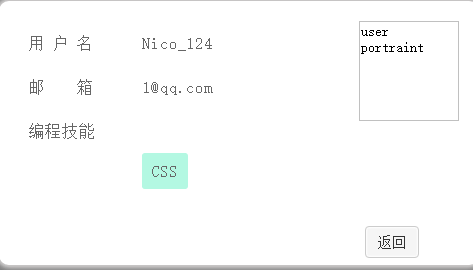 用 户 名 Nico_124
user
portraint
邮 箱 1@qq.com
编程技能
CSS
返回